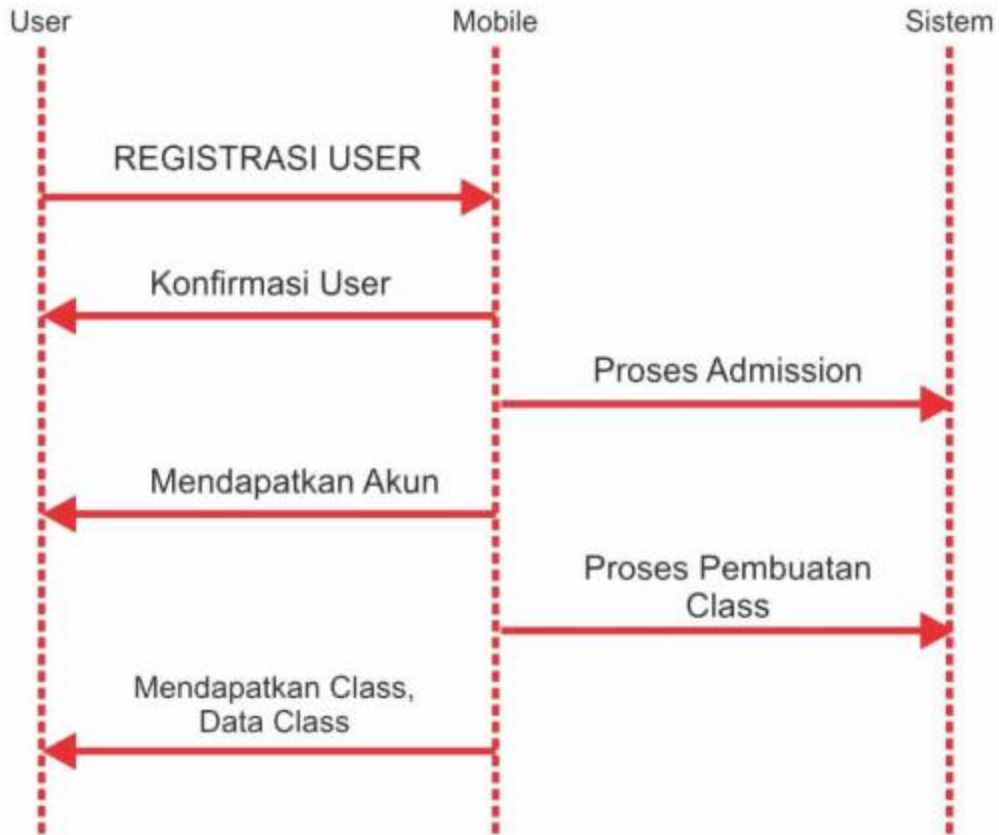 User
Mobile
Sistem
REGISTRASI USER
Konfirmasi User
Proses Admission
Mendapatkan Akun
Proses Pembuatan
Class
Mendapatkan Class,
Data Class